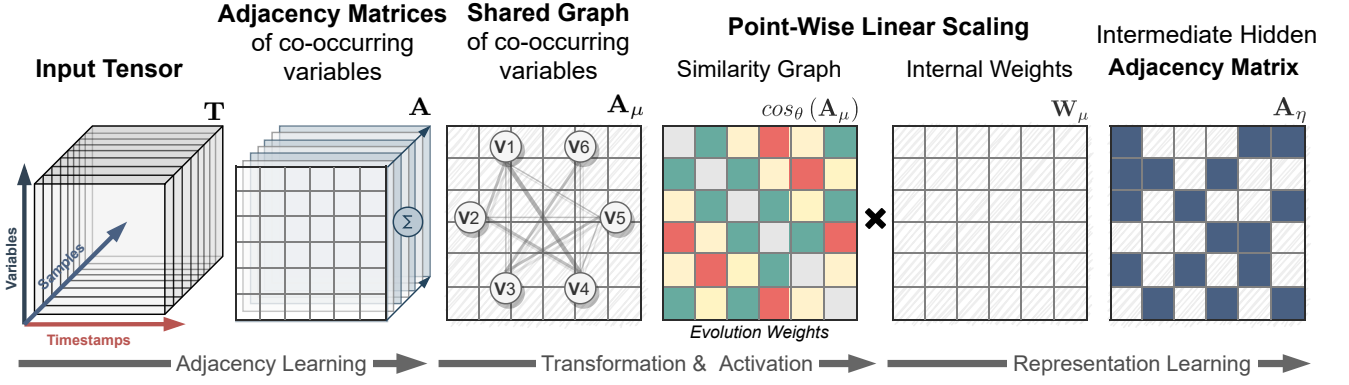 Input Tensor
T
Variables
Samples
Timestamps
Adjacency Matrices
of co-occurring
variables
A
Σ
Shared Graph
of co-occurring
variables
A_μ
V1
V6
V2
V5
V3
V4
Point-Wise Linear Scaling
Similarity Graph
cos_θ (A_μ)
Evolution Weights
Internal Weights
W_μ
Intermediate Hidden
Adjacency Matrix
A_η
Adjacency Learning
Transformation & Activation
Representation Learning